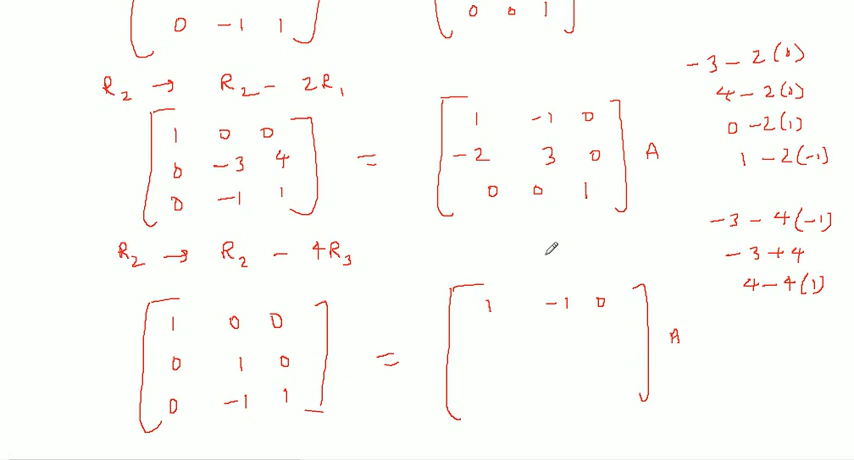 0 -1 1 0 0 1
R₂ → R₂ - 2R₁
-3 - 2(0)
4 - 2(0)
0 - 2(1)
1 - 2(-1)
1 0 0 1 -1 0
0 -3 4 = -2 3 0 A
0 -1 1 0 0 1
R₂ → R₂ - 4R₃
-3 - 4(-1)
-3 + 4
4 - 4(1)
1 0 0 1 -1 0
0 1 0 = A
0 -1 1